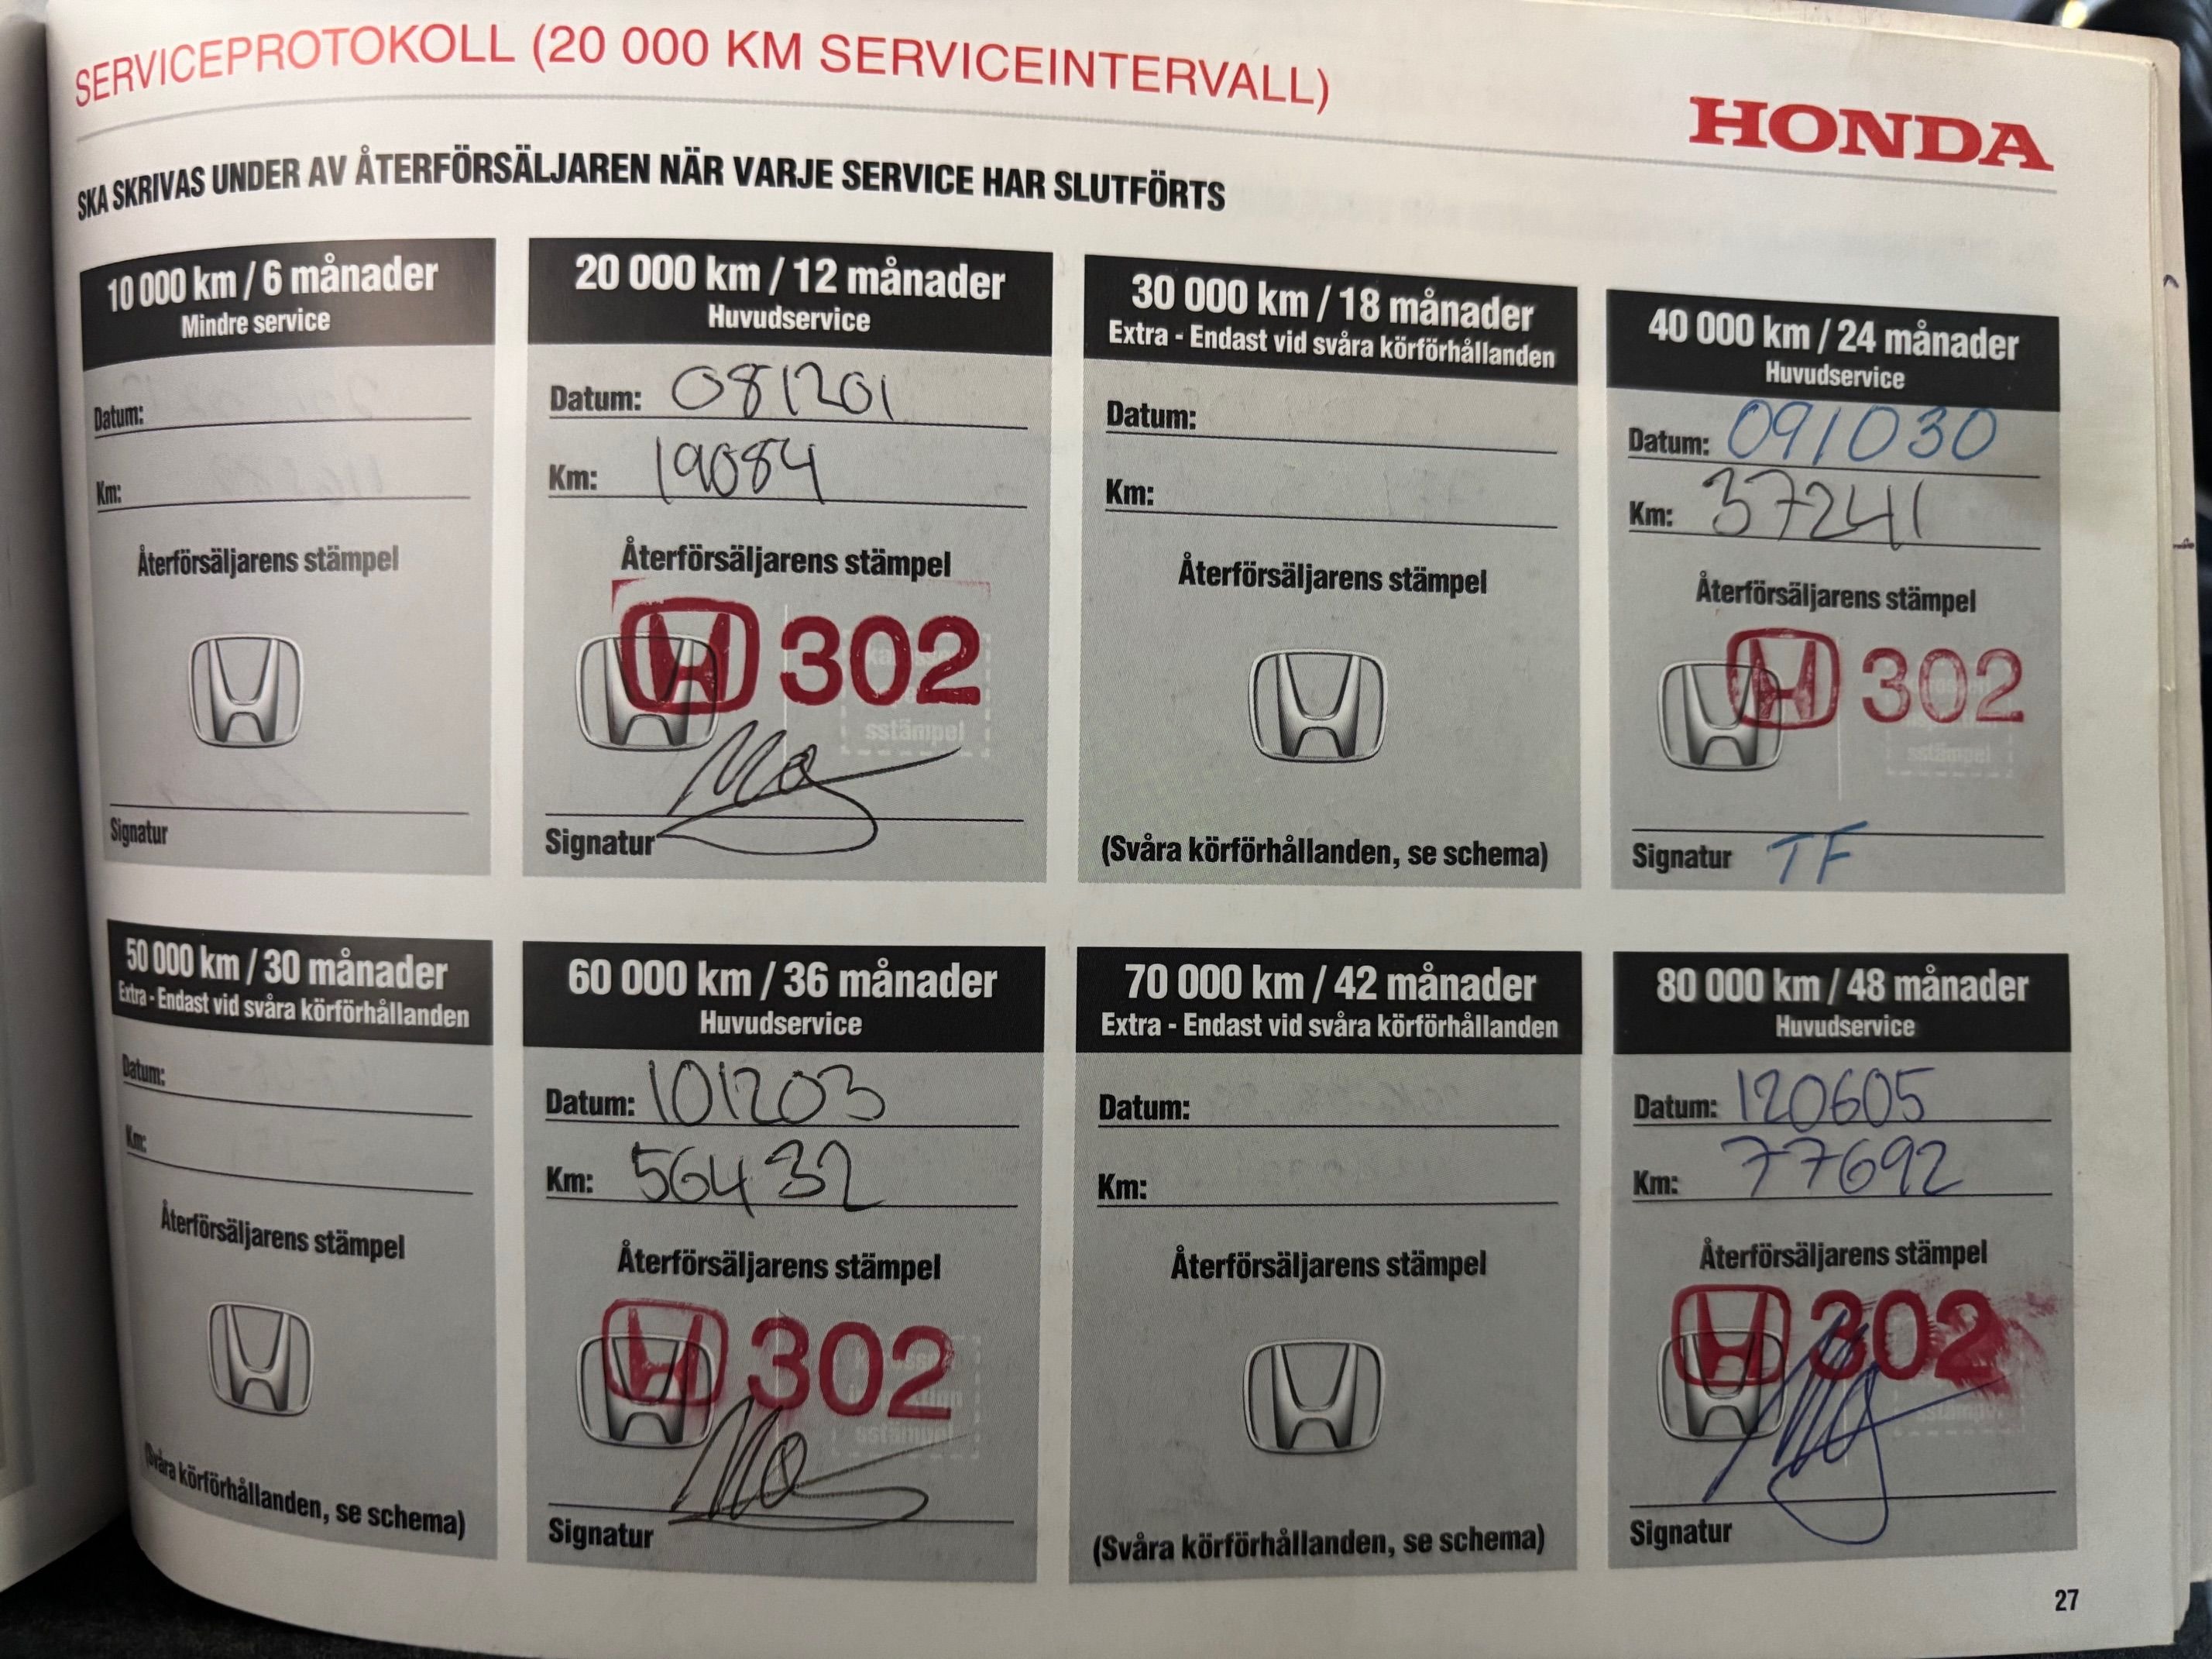 SERVICEPROTOKOLL (20 000 KM SERVICEINTERVALL)
HONDA
SKA SKRIVAS UNDER AV ÅTERFÖRSÄLJAREN NÄR VARJE SERVICE HAR SLUTFÖRTS
10 000 km / 6 månader
Mindre service
Datum:
Km:
Återförsäljarens stämpel
Signatur
20 000 km / 12 månader
Huvudservice
Datum: 081201
Km: 19084
Återförsäljarens stämpel
302
sstämpel
Signatur
30 000 km / 18 månader
Extra - Endast vid svåra körförhållanden
Datum:
Km:
Återförsäljarens stämpel
(Svåra körförhållanden, se schema)
40 000 km / 24 månader
Huvudservice
Datum: 091030
Km: 37241
Återförsäljarens stämpel
302
sstämpel
Signatur TF
50 000 km / 30 månader
Extra - Endast vid svåra körförhållanden
Datum:
Km:
Återförsäljarens stämpel
(Svåra körförhållanden, se schema)
60 000 km / 36 månader
Huvudservice
Datum: 101203
Km: 56432
Återförsäljarens stämpel
302
sstämpel
Signatur
70 000 km / 42 månader
Extra - Endast vid svåra körförhållanden
Datum:
Km:
Återförsäljarens stämpel
(Svåra körförhållanden, se schema)
80 000 km / 48 månader
Huvudservice
Datum: 120605
Km: 77692
Återförsäljarens stämpel
302
sstämpel
Signatur
27